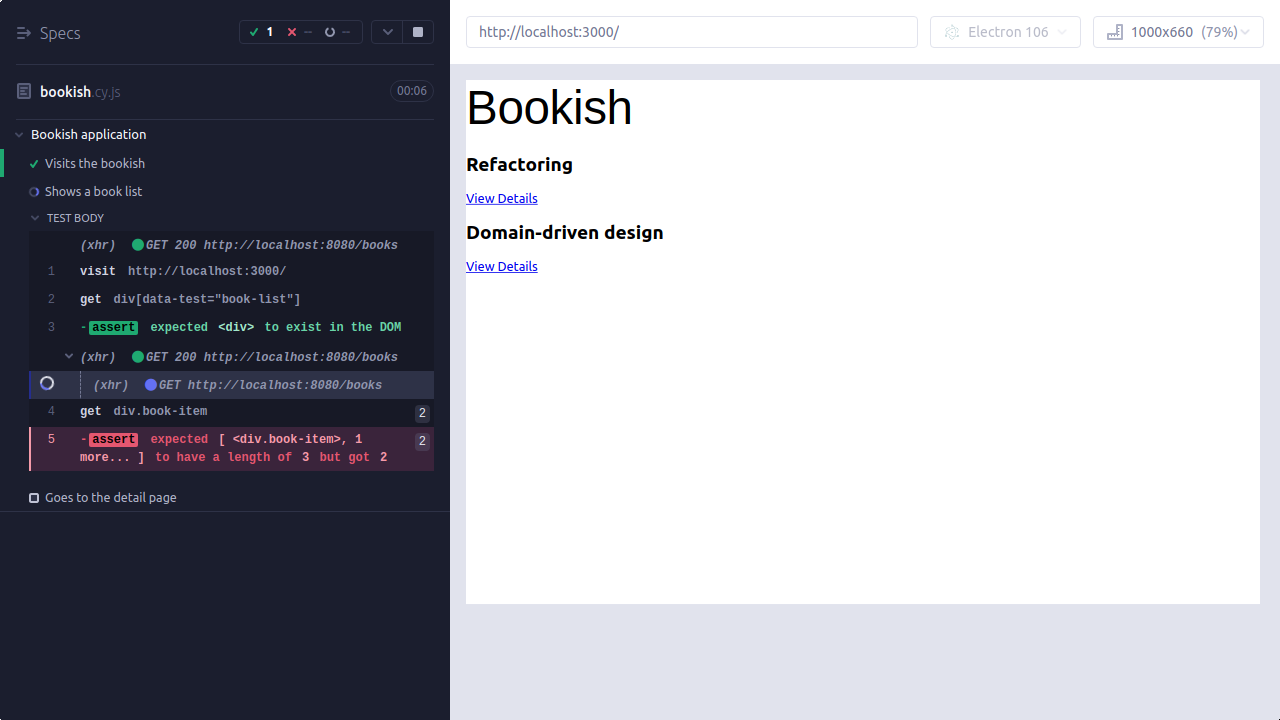 Specs
1
--
--
bookish.cy.js
00:06
Bookish application
Visits the bookish
Shows a book list
TEST BODY
(xhr) GET 200 http://localhost:8080/books
1 visit http://localhost:3000/
2 get div[data-test="book-list"]
3 -assert expected <div> to exist in the DOM
(xhr) GET 200 http://localhost:8080/books
(xhr) GET http://localhost:8080/books
4 get div.book-item 2
5 -assert expected [ <div.book-item>, 1 2
more... ] to have a length of 3 but got 2
Goes to the detail page
http://localhost:3000/
Electron 106
1000x660 (79%)
Bookish
Refactoring
View Details
Domain-driven design
View Details